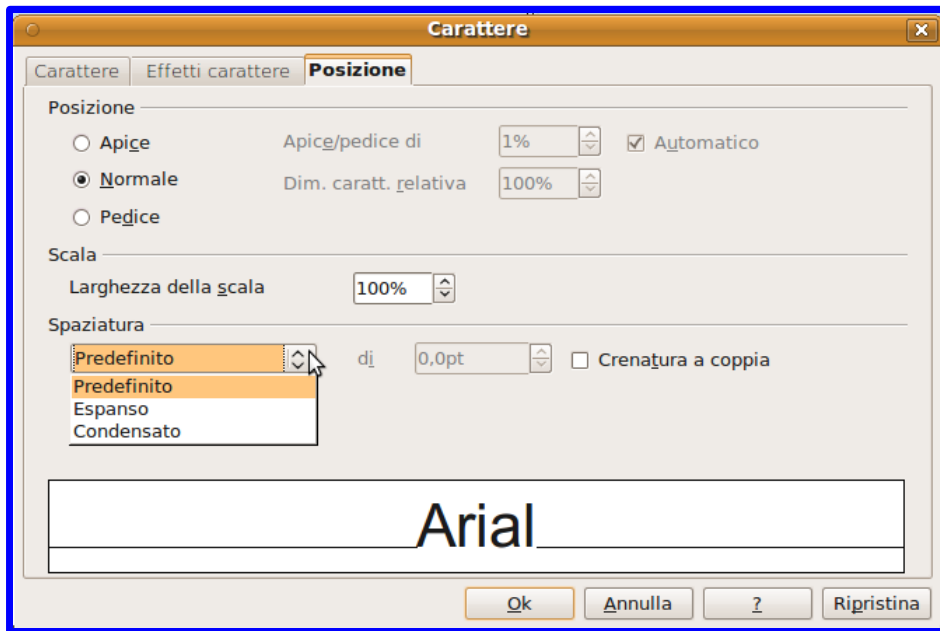 Carattere
Carattere Effetti carattere Posizione
Posizione
Apice Apice/pedice di 1% Automatico
Normale Dim. caratt. relativa 100%
Pedice
Scala
Larghezza della scala 100%
Spaziatura
Predefinito di 0,0pt Crenatura a coppia
Predefinito
Espanso
Condensato
Arial
Ok Annulla ? Ripristina